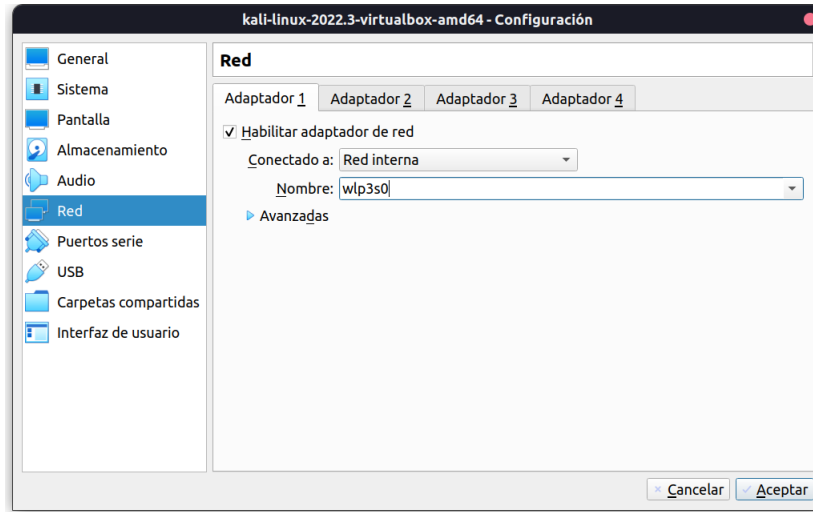 kali-linux-2022.3-virtualbox-amd64 - Configuración
General
Sistema
Pantalla
Almacenamiento
Audio
Red
Puertos serie
USB
Carpetas compartidas
Interfaz de usuario
Red
Adaptador 1 Adaptador 2 Adaptador 3 Adaptador 4
Habilitar adaptador de red
Conectado a: Red interna
Nombre: wlp3s0
Avanzadas
Cancelar Aceptar